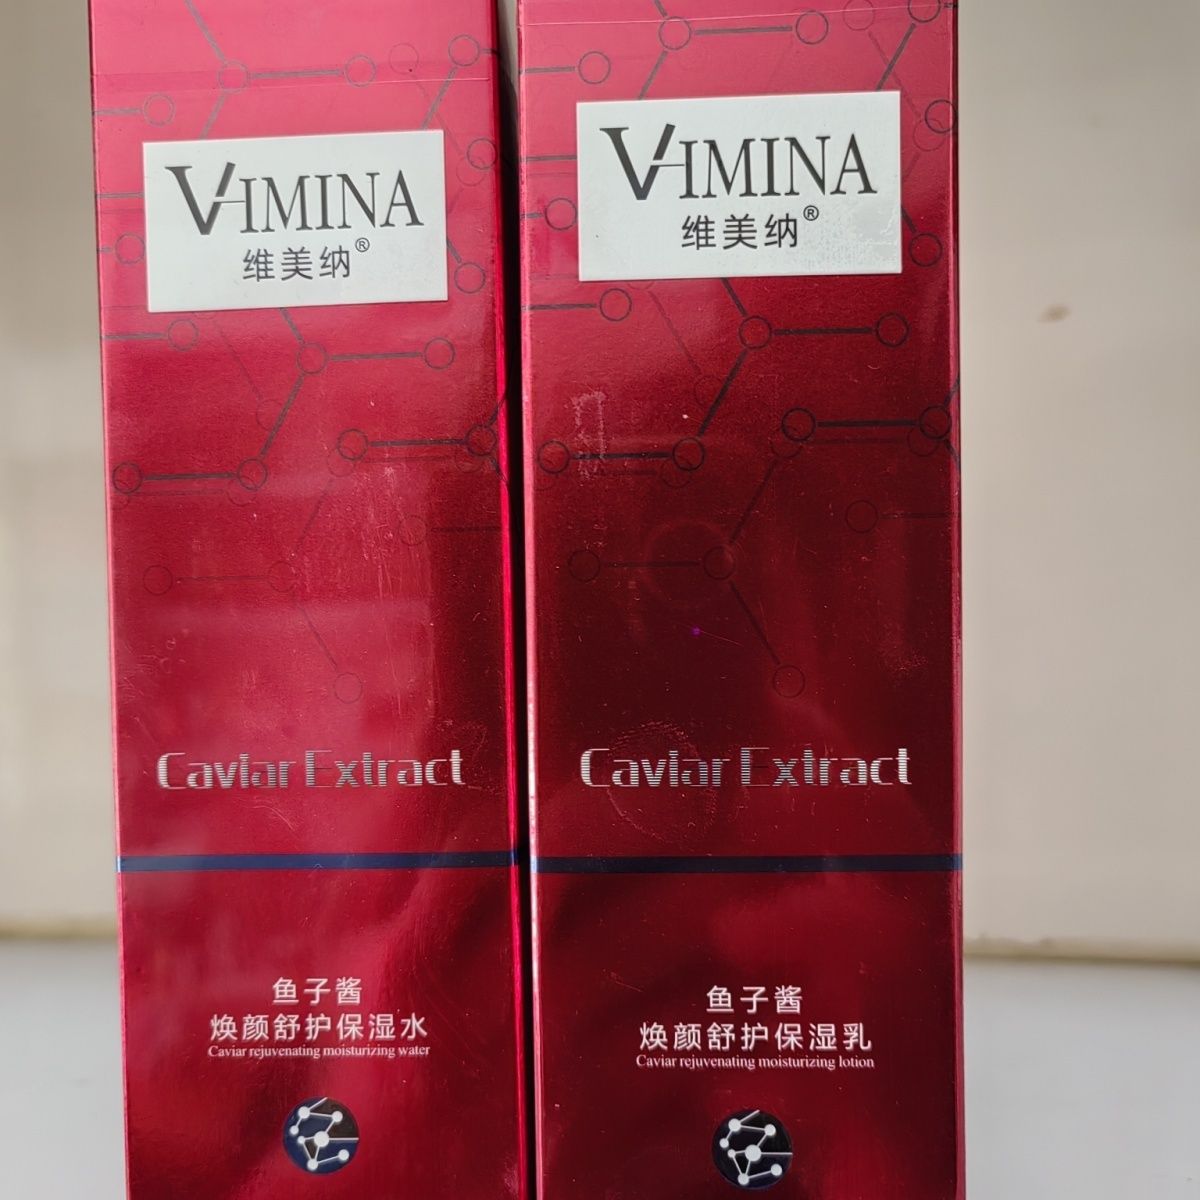 VIMINA
维美纳®
Caviar Extract
鱼子酱
焕颜舒护保湿水
Caviar rejuvenating moisturizing water
VIMINA
维美纳®
Caviar Extract
鱼子酱
焕颜舒护保湿乳
Caviar rejuvenating moisturizing lotion